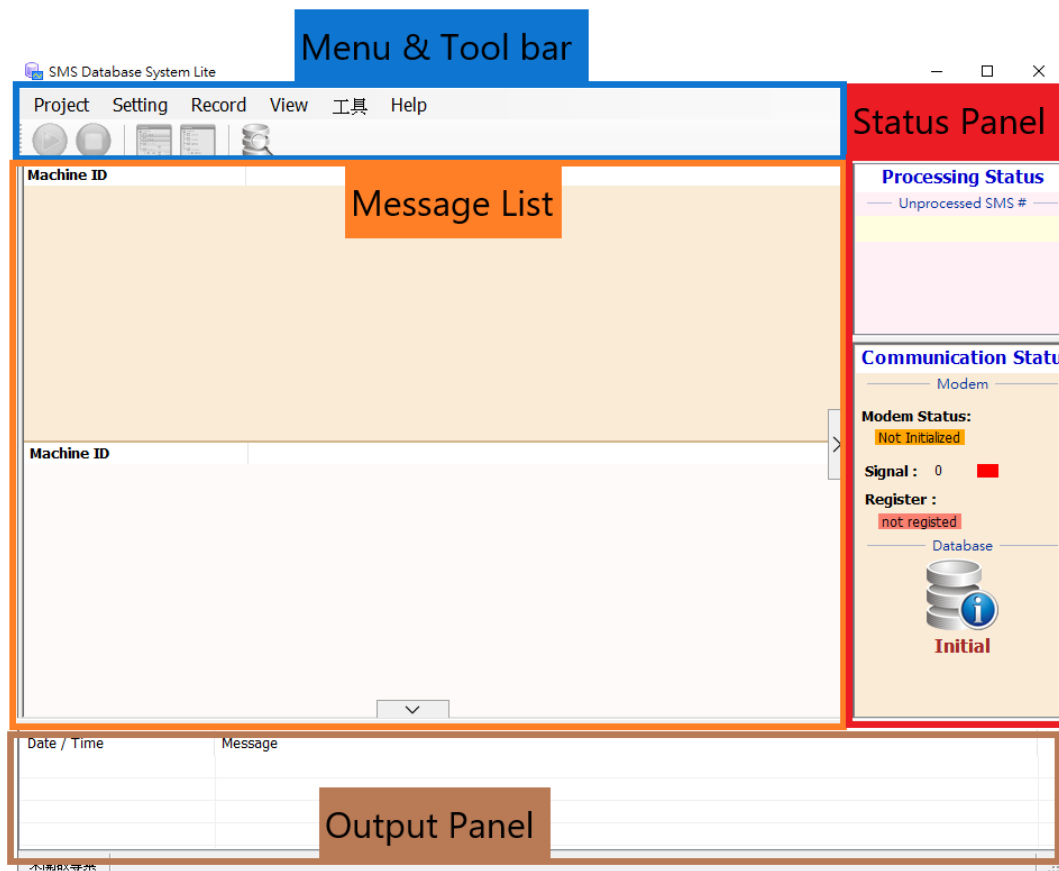 Menu & Tool bar
SMS Database System Lite
Project Setting Record View 工具 Help
Status Panel
Machine ID
Message List
Processing Status
Unprocessed SMS #
Communication Statu
Modem
Modem Status:
Not Initialized
Signal : 0
Machine ID
Register :
not registed
Database
Initial
Date / Time Message
Output Panel